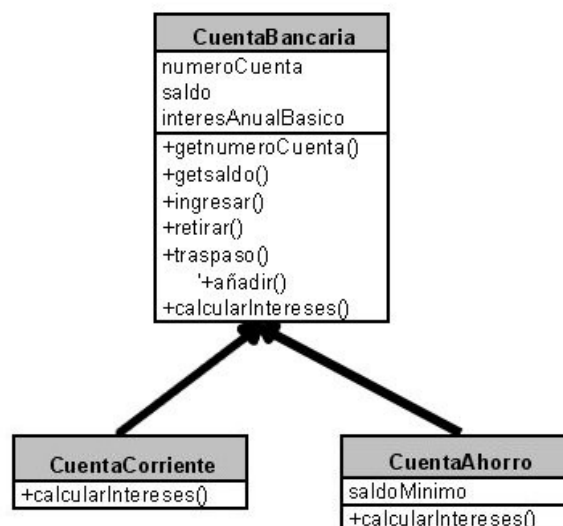 CuentaBancaria
numeroCuenta
saldo
interesAnualBasico
+getnumeroCuenta()
+getsaldo()
+ingresar()
+retirar()
+traspaso()
'+añadir()
+calcularIntereses()
CuentaCorriente
+calcularIntereses()
CuentaAhorro
saldoMinimo
+calcularIntereses()